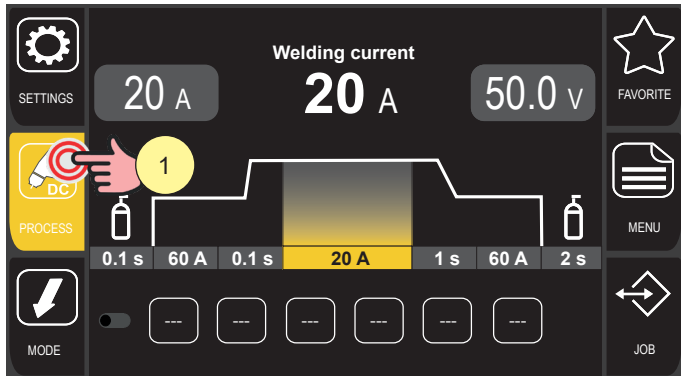 SETTINGS
DC
PROCESS
MODE
Welding current
20 A
20 A
50.0 V
1
0.1 s 60 A 0.1 s 20 A 1 s 60 A 2 s
--- --- --- --- --- ---
FAVORITE
MENU
JOB